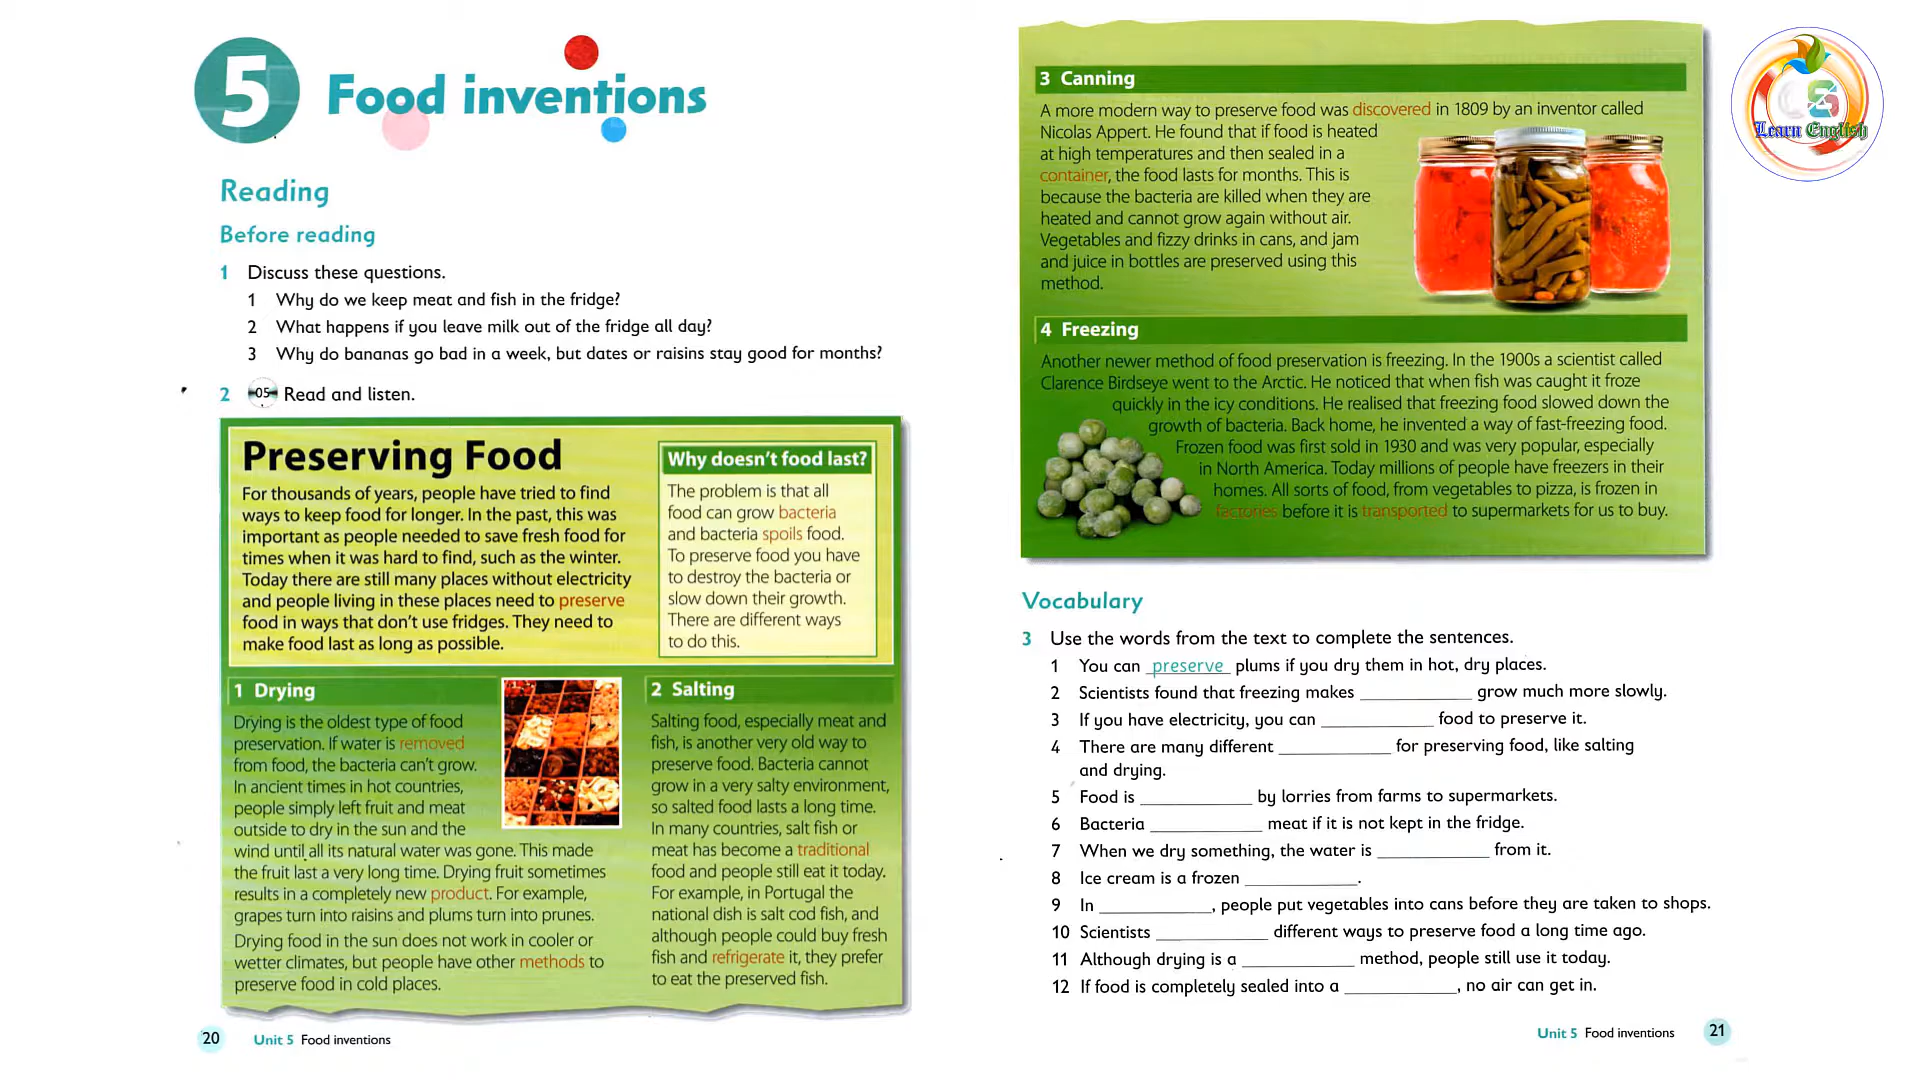 5
Food inventions
Reading
Before reading
1 Discuss these questions.
1 Why do we keep meat and fish in the fridge?
2 What happens if you leave milk out of the fridge all day?
3 Why do bananas go bad in a week, but dates or raisins stay good for months?
2 05 Read and listen.
Preserving Food
For thousands of years, people have tried to find
ways to keep food for longer. In the past, this was
important as people needed to save fresh food for
times when it was hard to find, such as the winter.
Today there are still many places without electricity
and people living in these places need to preserve
food in ways that don't use fridges. They need to
make food last as long as possible.
Why doesn't food last?
The problem is that all
food can grow bacteria
and bacteria spoils food.
To preserve food you have
to destroy the bacteria or
slow down their growth.
There are different ways
to do this.
1 Drying
Drying is the oldest type of food
preservation. If water is removed
from food, the bacteria can't grow.
In ancient times in hot countries,
people simply left fruit and meat
outside to dry in the sun and the
wind until all its natural water was gone. This made
the fruit last a very long time. Drying fruit sometimes
results in a completely new product. For example,
grapes turn into raisins and plums turn into prunes.
Drying food in the sun does not work in cooler or
wetter climates, but people have other methods to
preserve food in cold places.
2 Salting
Salting food, especially meat and
fish, is another very old way to
preserve food. Bacteria cannot
grow in a very salty environment,
so salted food lasts a long time.
In many countries, salt fish or
meat has become a traditional
food and people still eat it today.
For example, in Portugal the
national dish is salt cod fish, and
although people could buy fresh
fish and refrigerate it, they prefer
to eat the preserved fish.
20 Unit 5 Food inventions
3 Canning
A more modern way to preserve food was discovered in 1809 by an inventor called
Nicolas Appert. He found that if food is heated
at high temperatures and then sealed in a
container, the food lasts for months. This is
because the bacteria are killed when they are
heated and cannot grow again without air.
Vegetables and fizzy drinks in cans, and jam
and juice in bottles are preserved using this
method.
4 Freezing
Another newer method of food preservation is freezing. In the 1900s a scientist called
Clarence Birdseye went to the Arctic. He noticed that when fish was caught it froze
quickly in the icy conditions. He realised that freezing food slowed down the
growth of bacteria. Back home, he invented a way of fast-freezing food.
Frozen food was first sold in 1930 and was very popular, especially
in North America. Today millions of people have freezers in their
homes. All sorts of food, from vegetables to pizza, is frozen in
factories before it is transported to supermarkets for us to buy.
Vocabulary
3 Use the words from the text to complete the sentences.
1 You can preserve plums if you dry them in hot, dry places.
2 Scientists found that freezing makes ____________ grow much more slowly.
3 If you have electricity, you can ____________ food to preserve it.
4 There are many different ____________ for preserving food, like salting
and drying.
5 Food is ____________ by lorries from farms to supermarkets.
6 Bacteria ____________ meat if it is not kept in the fridge.
7 When we dry something, the water is ____________ from it.
8 Ice cream is a frozen ____________.
9 In ____________, people put vegetables into cans before they are taken to shops.
10 Scientists ____________ different ways to preserve food a long time ago.
11 Although drying is a ____________ method, people still use it today.
12 If food is completely sealed into a ____________, no air can get in.
Unit 5 Food inventions 21
Learn English